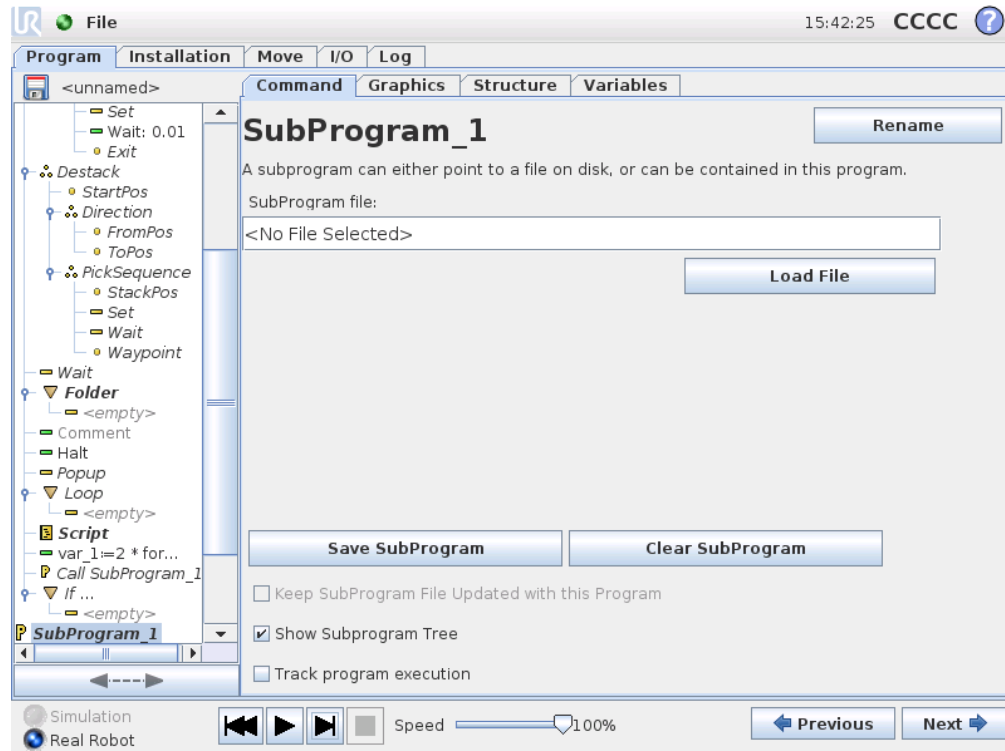 File 15:42:25 CCCC ?
Program Installation Move I/O Log
<unnamed>
Command Graphics Structure Variables
Set
Wait: 0.01
Exit
Destack
StartPos
Direction
FromPos
ToPos
PickSequence
StackPos
Set
Wait
Waypoint
Wait
Folder
<empty>
Comment
Halt
Popup
Loop
<empty>
Script
var_1:=2 * for...
Call SubProgram_1
If ...
<empty>
SubProgram_1
SubProgram_1
Rename
A subprogram can either point to a file on disk, or can be contained in this program.
SubProgram file:
<No File Selected>
Load File
Save SubProgram Clear SubProgram
Keep SubProgram File Updated with this Program
Show Subprogram Tree
Track program execution
Simulation
Real Robot
Speed 100%
Previous Next